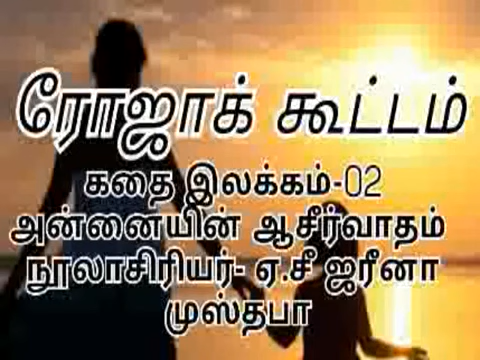 ரோஜாக் கூட்டம்
கதை இலக்கம்-02
அன்னையின் ஆசீர்வாதம்
நூலாசிரியர்- ஏ.சீ ஜரீனா
முஸ்தபா